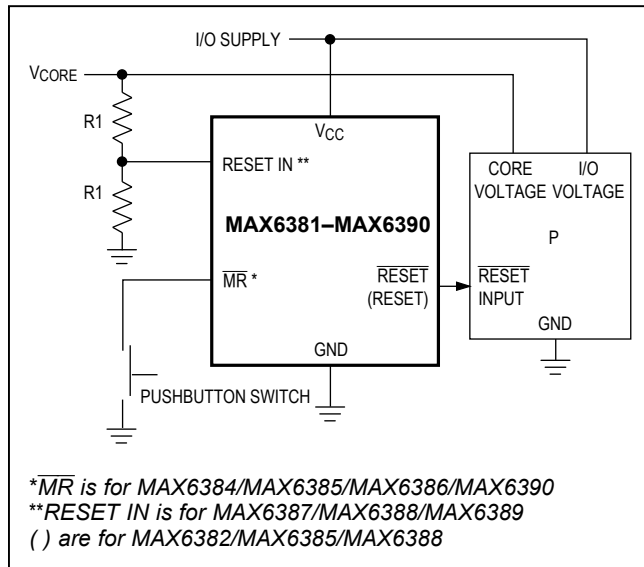 I/O SUPPLY
VCORE
R1
VCC
RESET IN **
CORE VOLTAGE
I/O VOLTAGE
R1
MAX6381–MAX6390
P
MR *
RESET
(RESET)
RESET
INPUT
GND
GND
PUSHBUTTON SWITCH
*MR is for MAX6384/MAX6385/MAX6386/MAX6390
**RESET IN is for MAX6387/MAX6388/MAX6389
( ) are for MAX6382/MAX6385/MAX6388